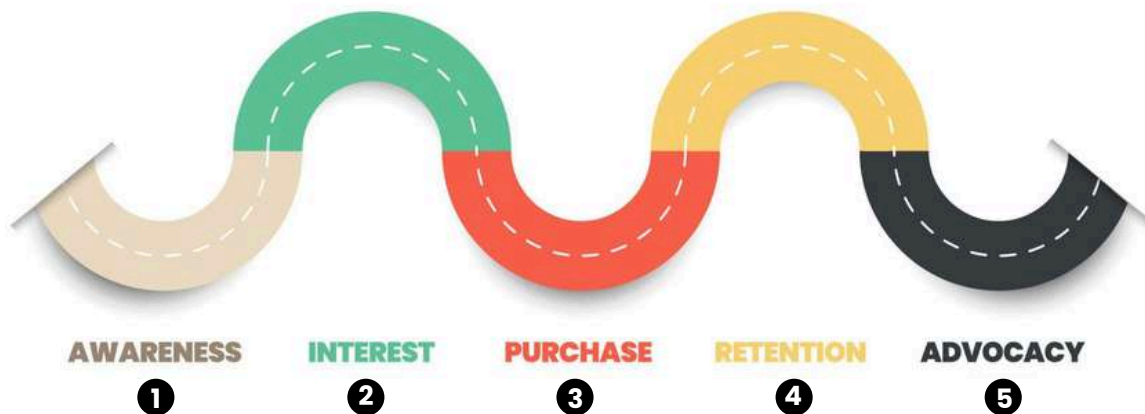 AWARENESS INTEREST PURCHASE RETENTION ADVOCACY
1 2 3 4 5